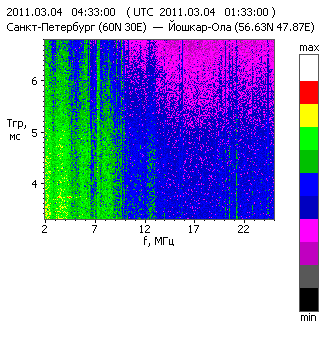 2011.03.04 04:33:00 ( UTC 2011.03.04 01:33:00 )
Санкт-Петербург (60N 30E) — Йошкар-Ола (56.63N 47.87E)
max
6
Tгр,
мс
5
4
2 7 12 17 22
f, МГц
min